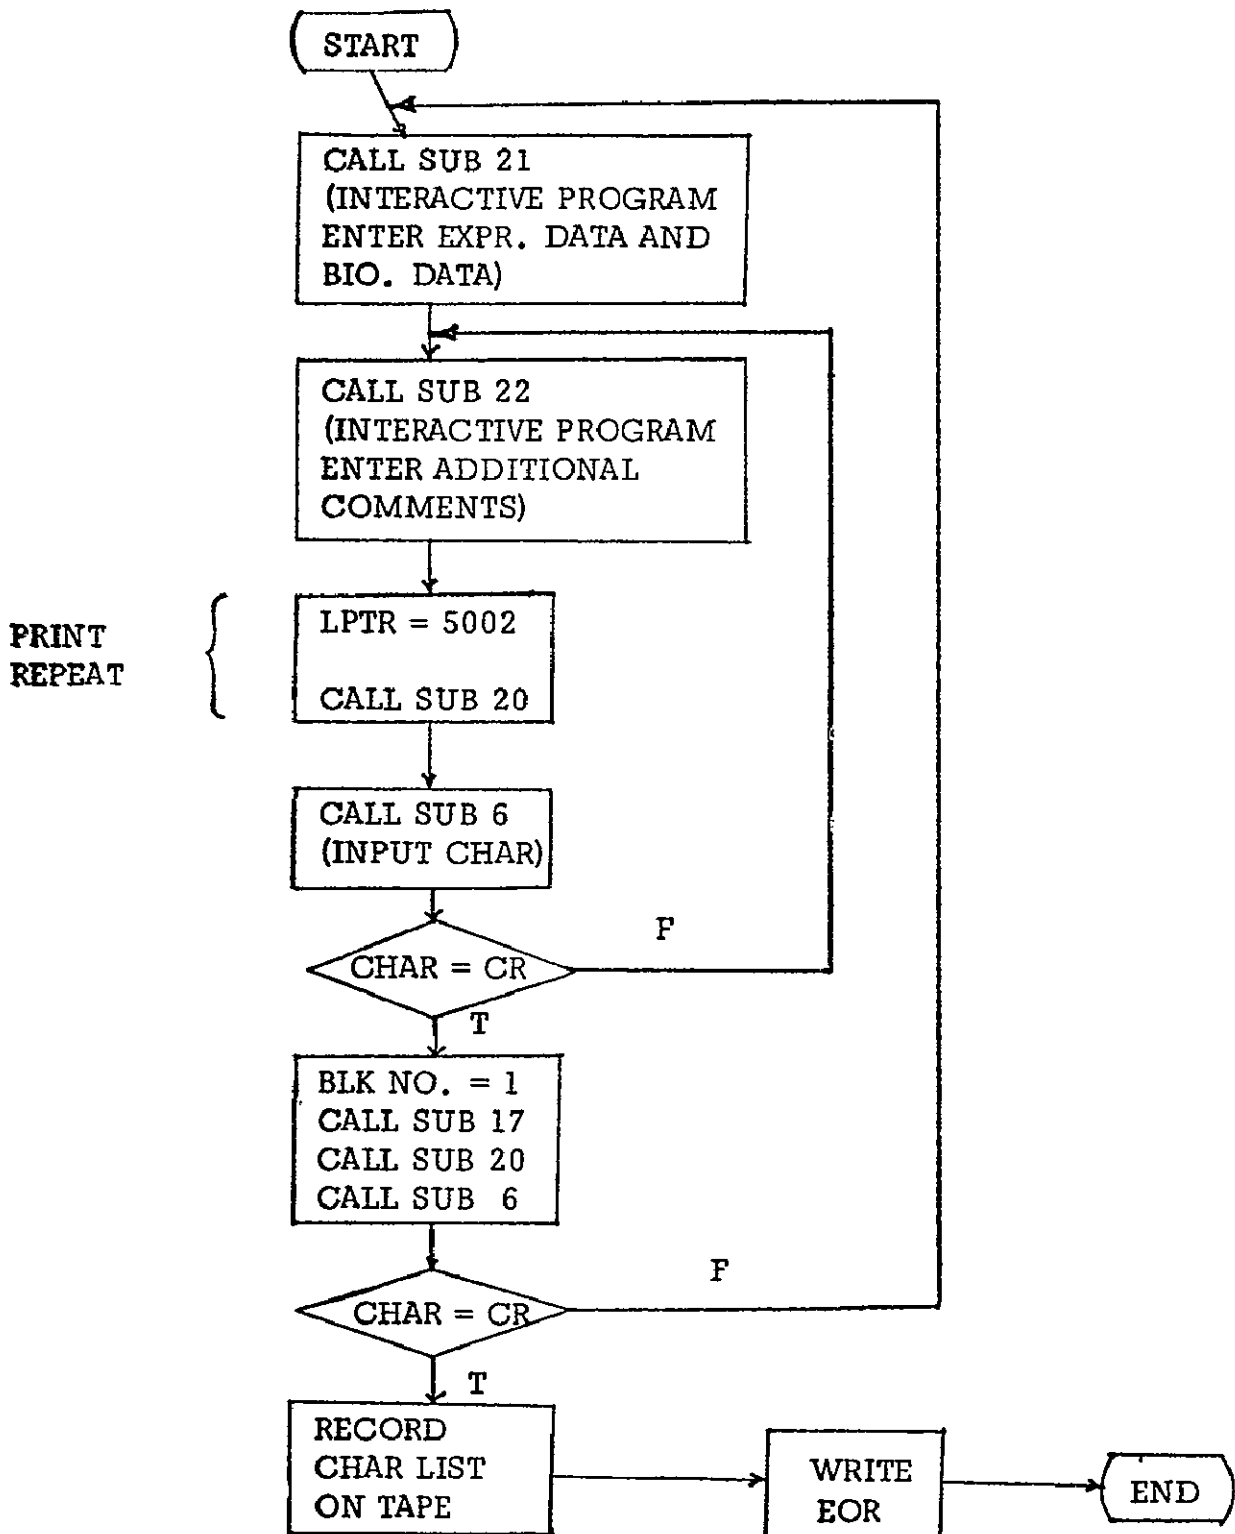 START
CALL SUB 21
(INTERACTIVE PROGRAM
ENTER EXPR. DATA AND
BIO. DATA)
CALL SUB 22
(INTERACTIVE PROGRAM
ENTER ADDITIONAL
COMMENTS)
PRINT
REPEAT
LPTR = 5002
CALL SUB 20
CALL SUB 6
(INPUT CHAR)
F
CHAR = CR
T
BLK NO. = 1
CALL SUB 17
CALL SUB 20
CALL SUB 6
F
CHAR = CR
T
RECORD
CHAR LIST
ON TAPE
WRITE
EOR
END